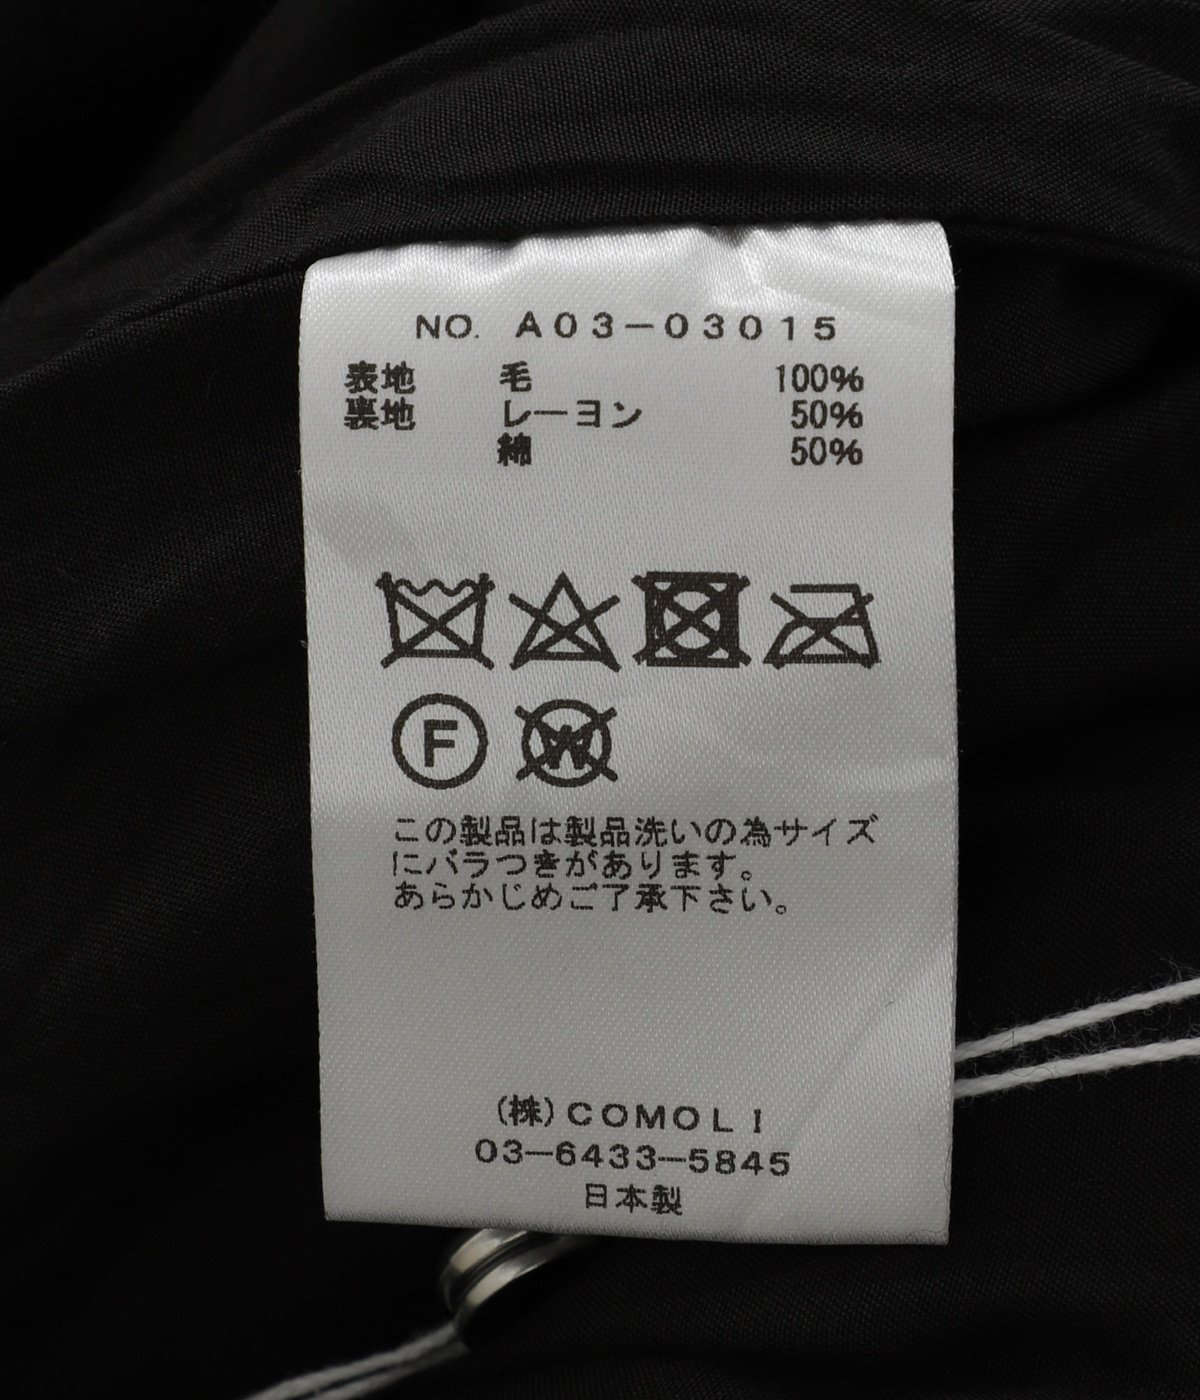 NO. A03-03015
表地 毛 100%
裏地 レーヨン 50%
綿 50%
F W
この製品は製品洗いの為サイズ
にバラつきがあります。
あらかじめご了承下さい。
(株)COMOLI
03-6433-5845
日本製